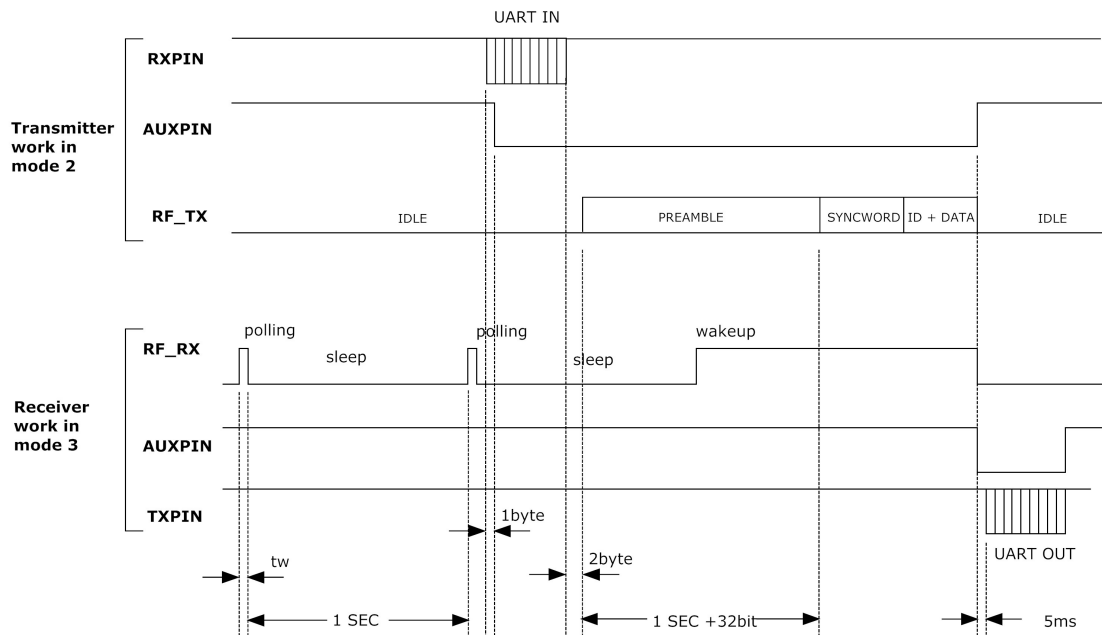 UART IN
RXPIN
AUXPIN
Transmitter
work in
mode 2
RF_TX
IDLE
PREAMBLE
SYNCWORD
ID + DATA
IDLE
polling
polling
wakeup
RF_RX
sleep
sleep
Receiver
work in
mode 3
AUXPIN
TXPIN
1byte
UART OUT
tw
2byte
1 SEC
1 SEC +32bit
5ms